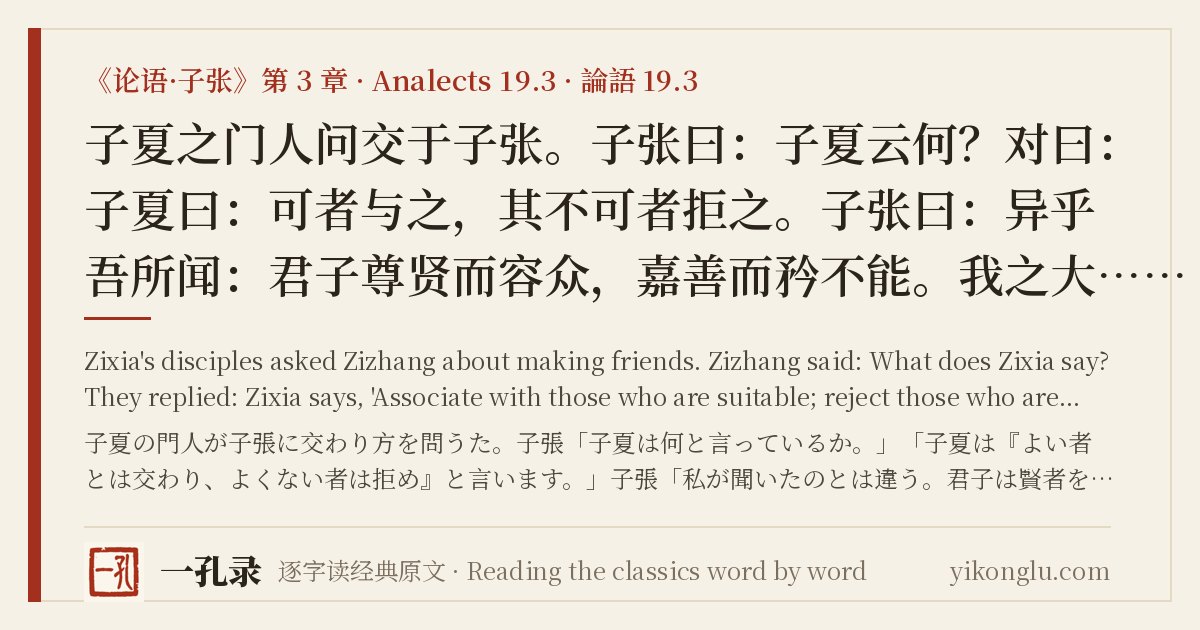 《论语·子张》第 3 章 · Analects 19.3 · 論語 19.3
子夏之门人问交于子张。子张曰：子夏云何？对曰：
子夏曰：可者与之，其不可者拒之。子张曰：异乎
吾所闻：君子尊贤而容众，嘉善而矜不能。我之大……
Zixia's disciples asked Zizhang about making friends. Zizhang said: What does Zixia say?
They replied: Zixia says, 'Associate with those who are suitable; reject those who are...
子夏の門人が子張に交わり方を問うた。子張「子夏は何と言っているか。」「子夏は『よい者
とは交わり、よくない者は拒め』と言います。」子張「私が聞いたのとは違う。君子は賢者を…
一孔
一孔录 逐字读经典原文 · Reading the classics word by word yikonglu.com